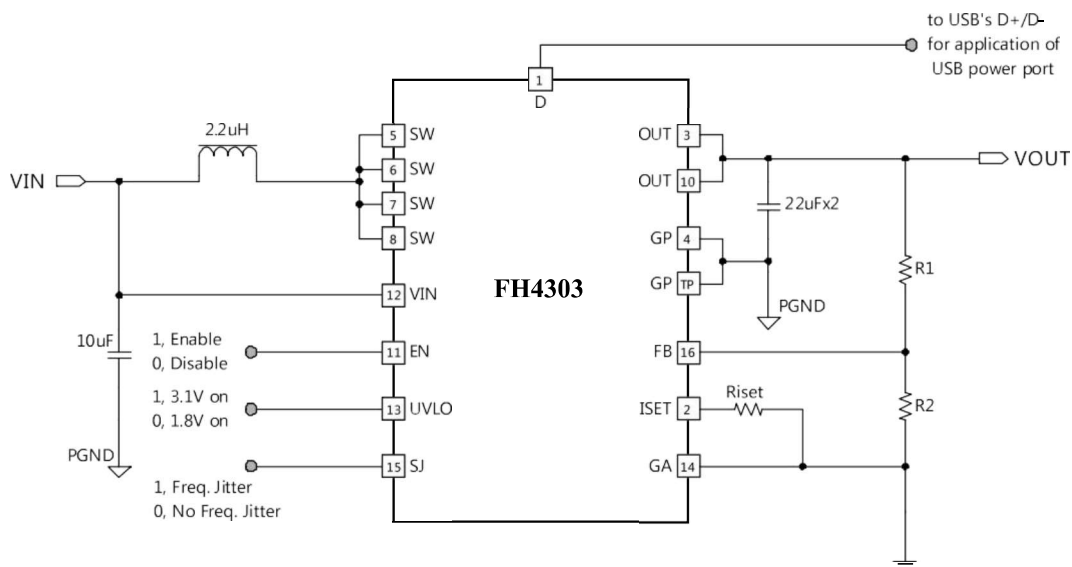 to USB's D+/D-
for application of
USB power port
1
D
2.2uH
VIN
5 SW
6 SW
7 SW
8 SW
12 VIN
10uF
1, Enable
0, Disable
11 EN
1, 3.1V on
0, 1.8V on
13 UVLO
PGND
15 SJ
1, Freq. Jitter
0, No Freq. Jitter
FH4303
OUT 3
OUT 10
VOUT
22uFx2
GP 4
GP TP
PGND
R1
FB 16
Riset
ISET 2
R2
GA 14